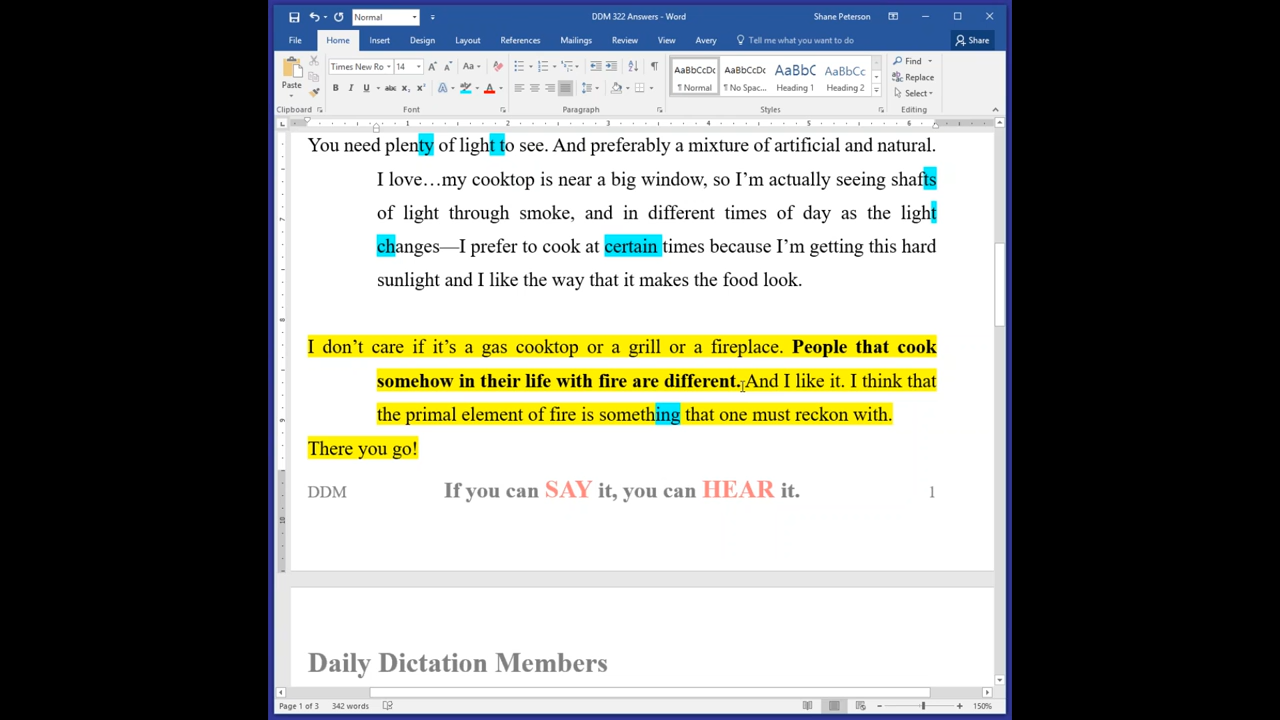 Normal
DDM 322 Answers - Word
Shane Peterson
File Home Insert Design Layout References Mailings Review View Avery Tell me what you want to do Share
Paste
Times New Ro 14 Aa
AaBbCcDc AaBbCcDc AaBbC AaBbCc
¶ Normal ¶ No Spac... Heading 1 Heading 2
Find
Replace
Select
Clipboard Font Paragraph Styles Editing
1 2 3 4 5 6
You need plenty of light to see. And preferably a mixture of artificial and natural.
I love…my cooktop is near a big window, so I’m actually seeing shafts
of light through smoke, and in different times of day as the light
changes—I prefer to cook at certain times because I’m getting this hard
sunlight and I like the way that it makes the food look.
I don’t care if it’s a gas cooktop or a grill or a fireplace. People that cook
somehow in their life with fire are different. And I like it. I think that
the primal element of fire is something that one must reckon with.
There you go!
DDM If you can SAY it, you can HEAR it. 1
Daily Dictation Members
Page 1 of 3 342 words 150%